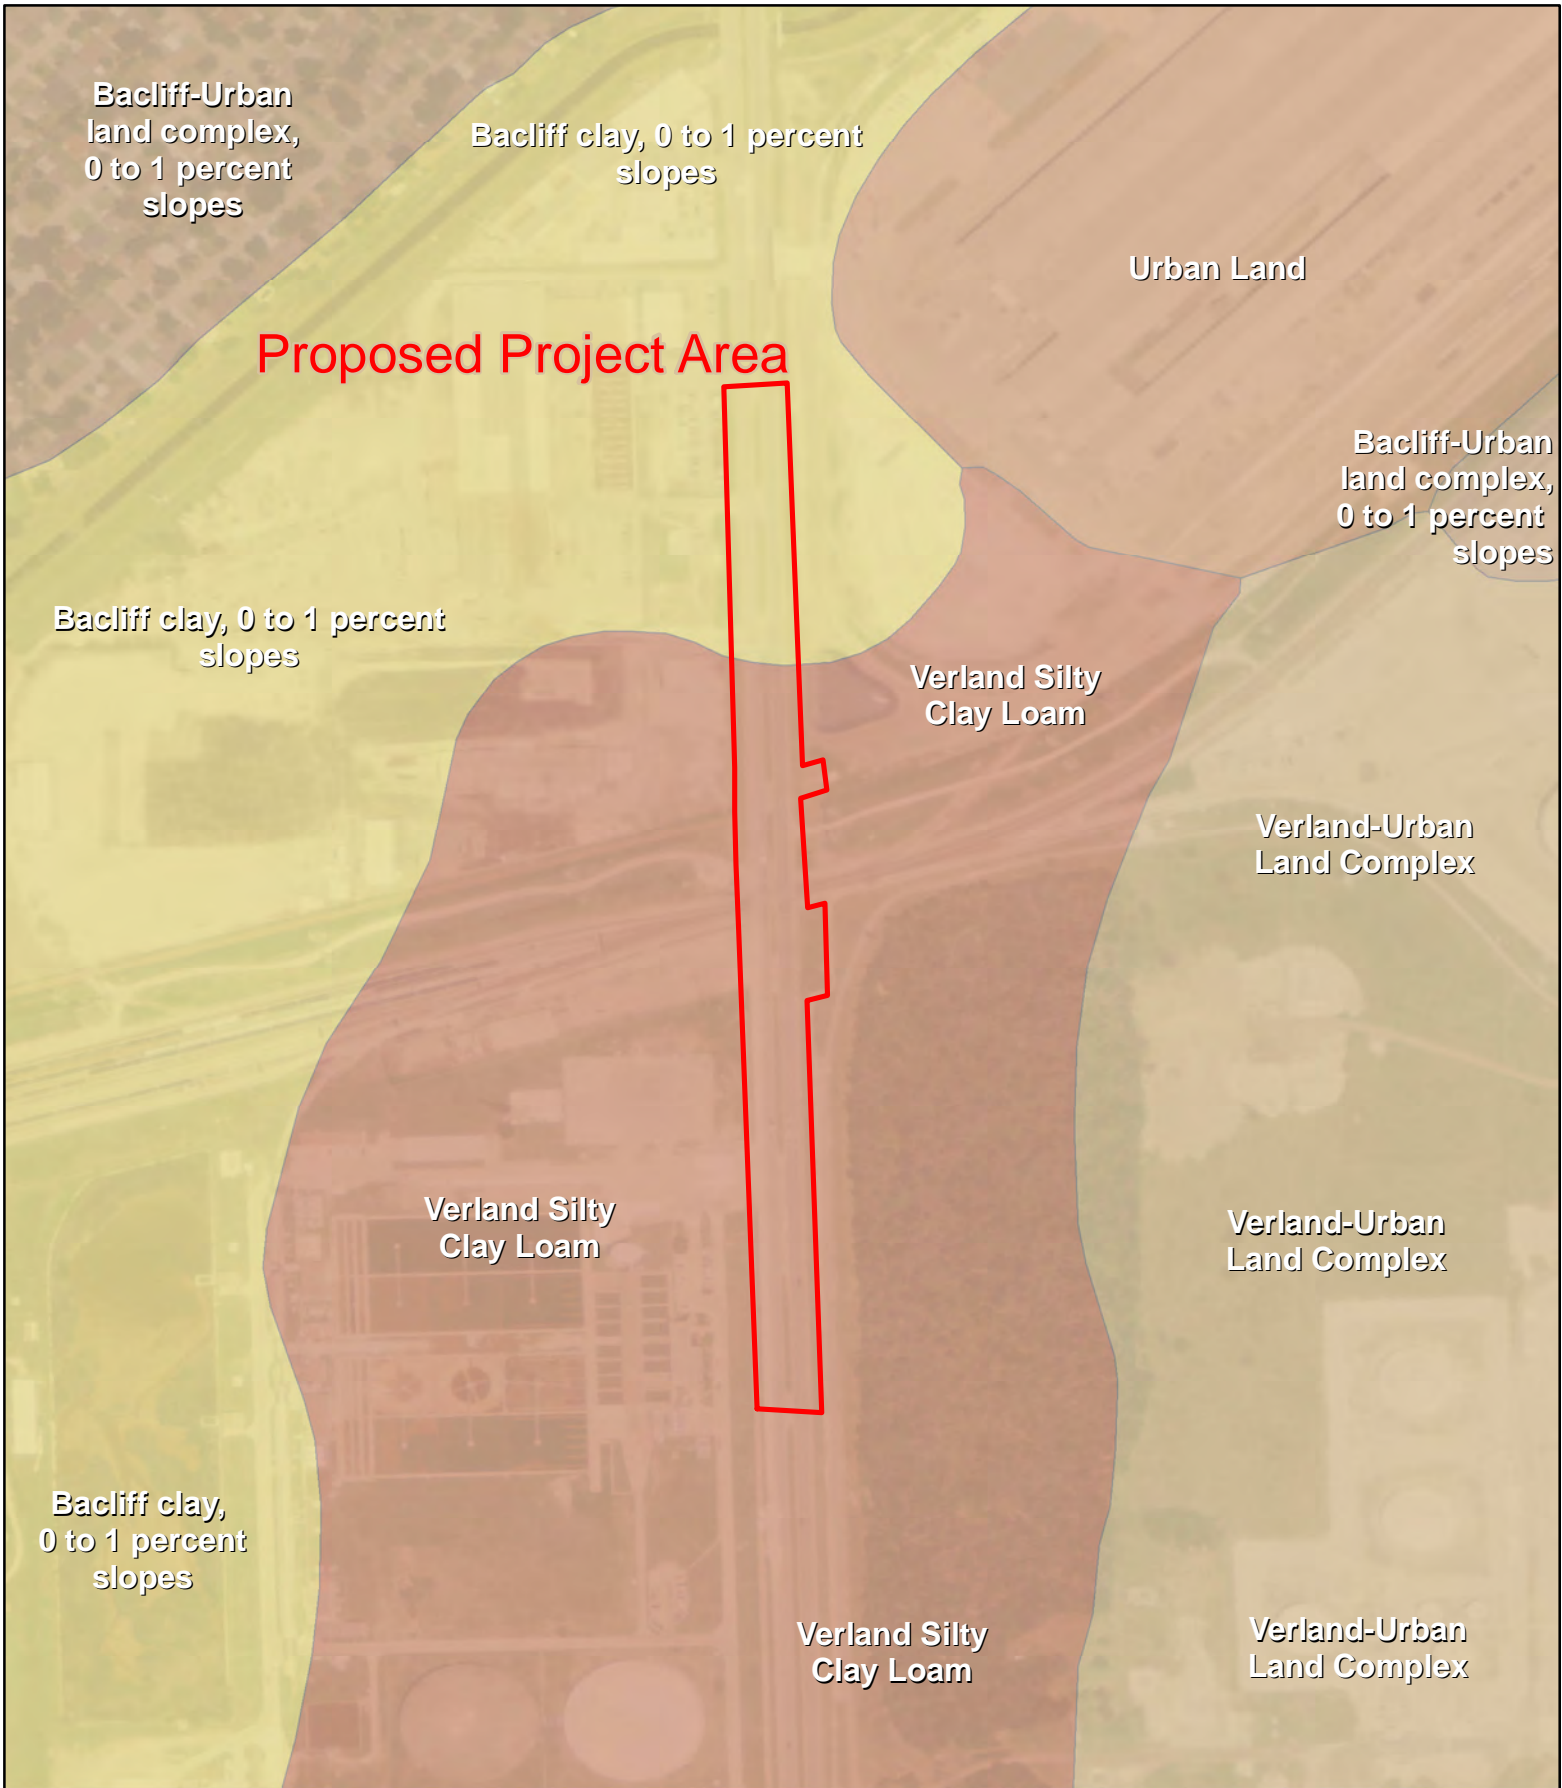 Bacliff-Urban
land complex,
0 to 1 percent
slopes
Bacliff clay, 0 to 1 percent
slopes
Urban Land
Proposed Project Area
Bacliff-Urban
land complex,
0 to 1 percent
slopes
Bacliff clay, 0 to 1 percent
slopes
Verland Silty
Clay Loam
Verland-Urban
Land Complex
Verland Silty
Clay Loam
Verland-Urban
Land Complex
Bacliff clay,
0 to 1 percent
slopes
Verland Silty
Clay Loam
Verland-Urban
Land Complex